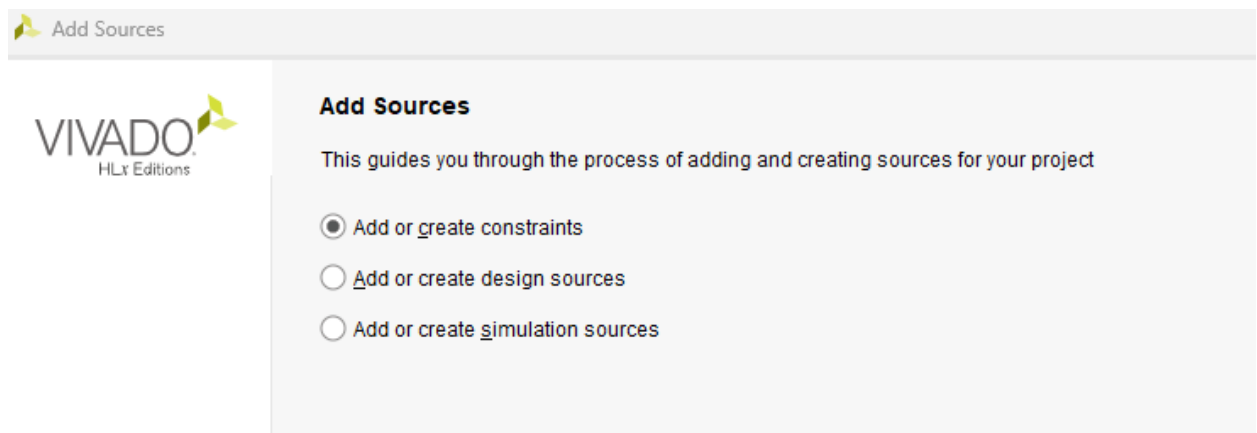 Add Sources
VIVADO.
HLx Editions
Add Sources
This guides you through the process of adding and creating sources for your project
Add or create constraints
Add or create design sources
Add or create simulation sources